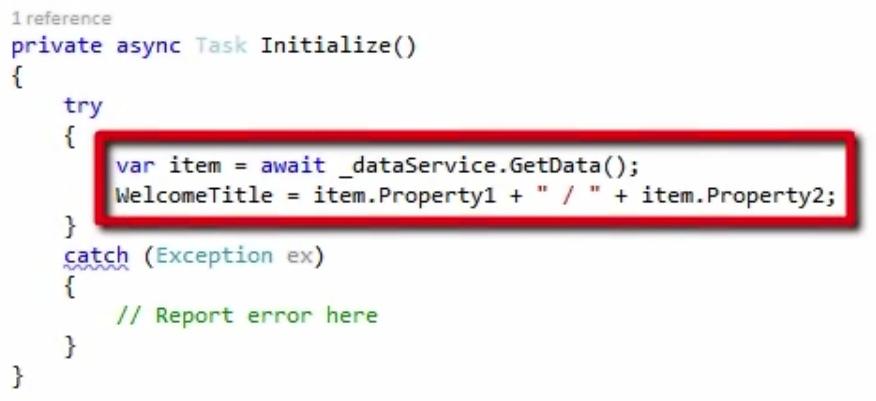 1 reference
private async Task Initialize()
{
try
{
var item = await _dataService.GetData();
WelcomeTitle = item.Property1 + " / " + item.Property2;
}
catch (Exception ex)
{
// Report error here
}
}